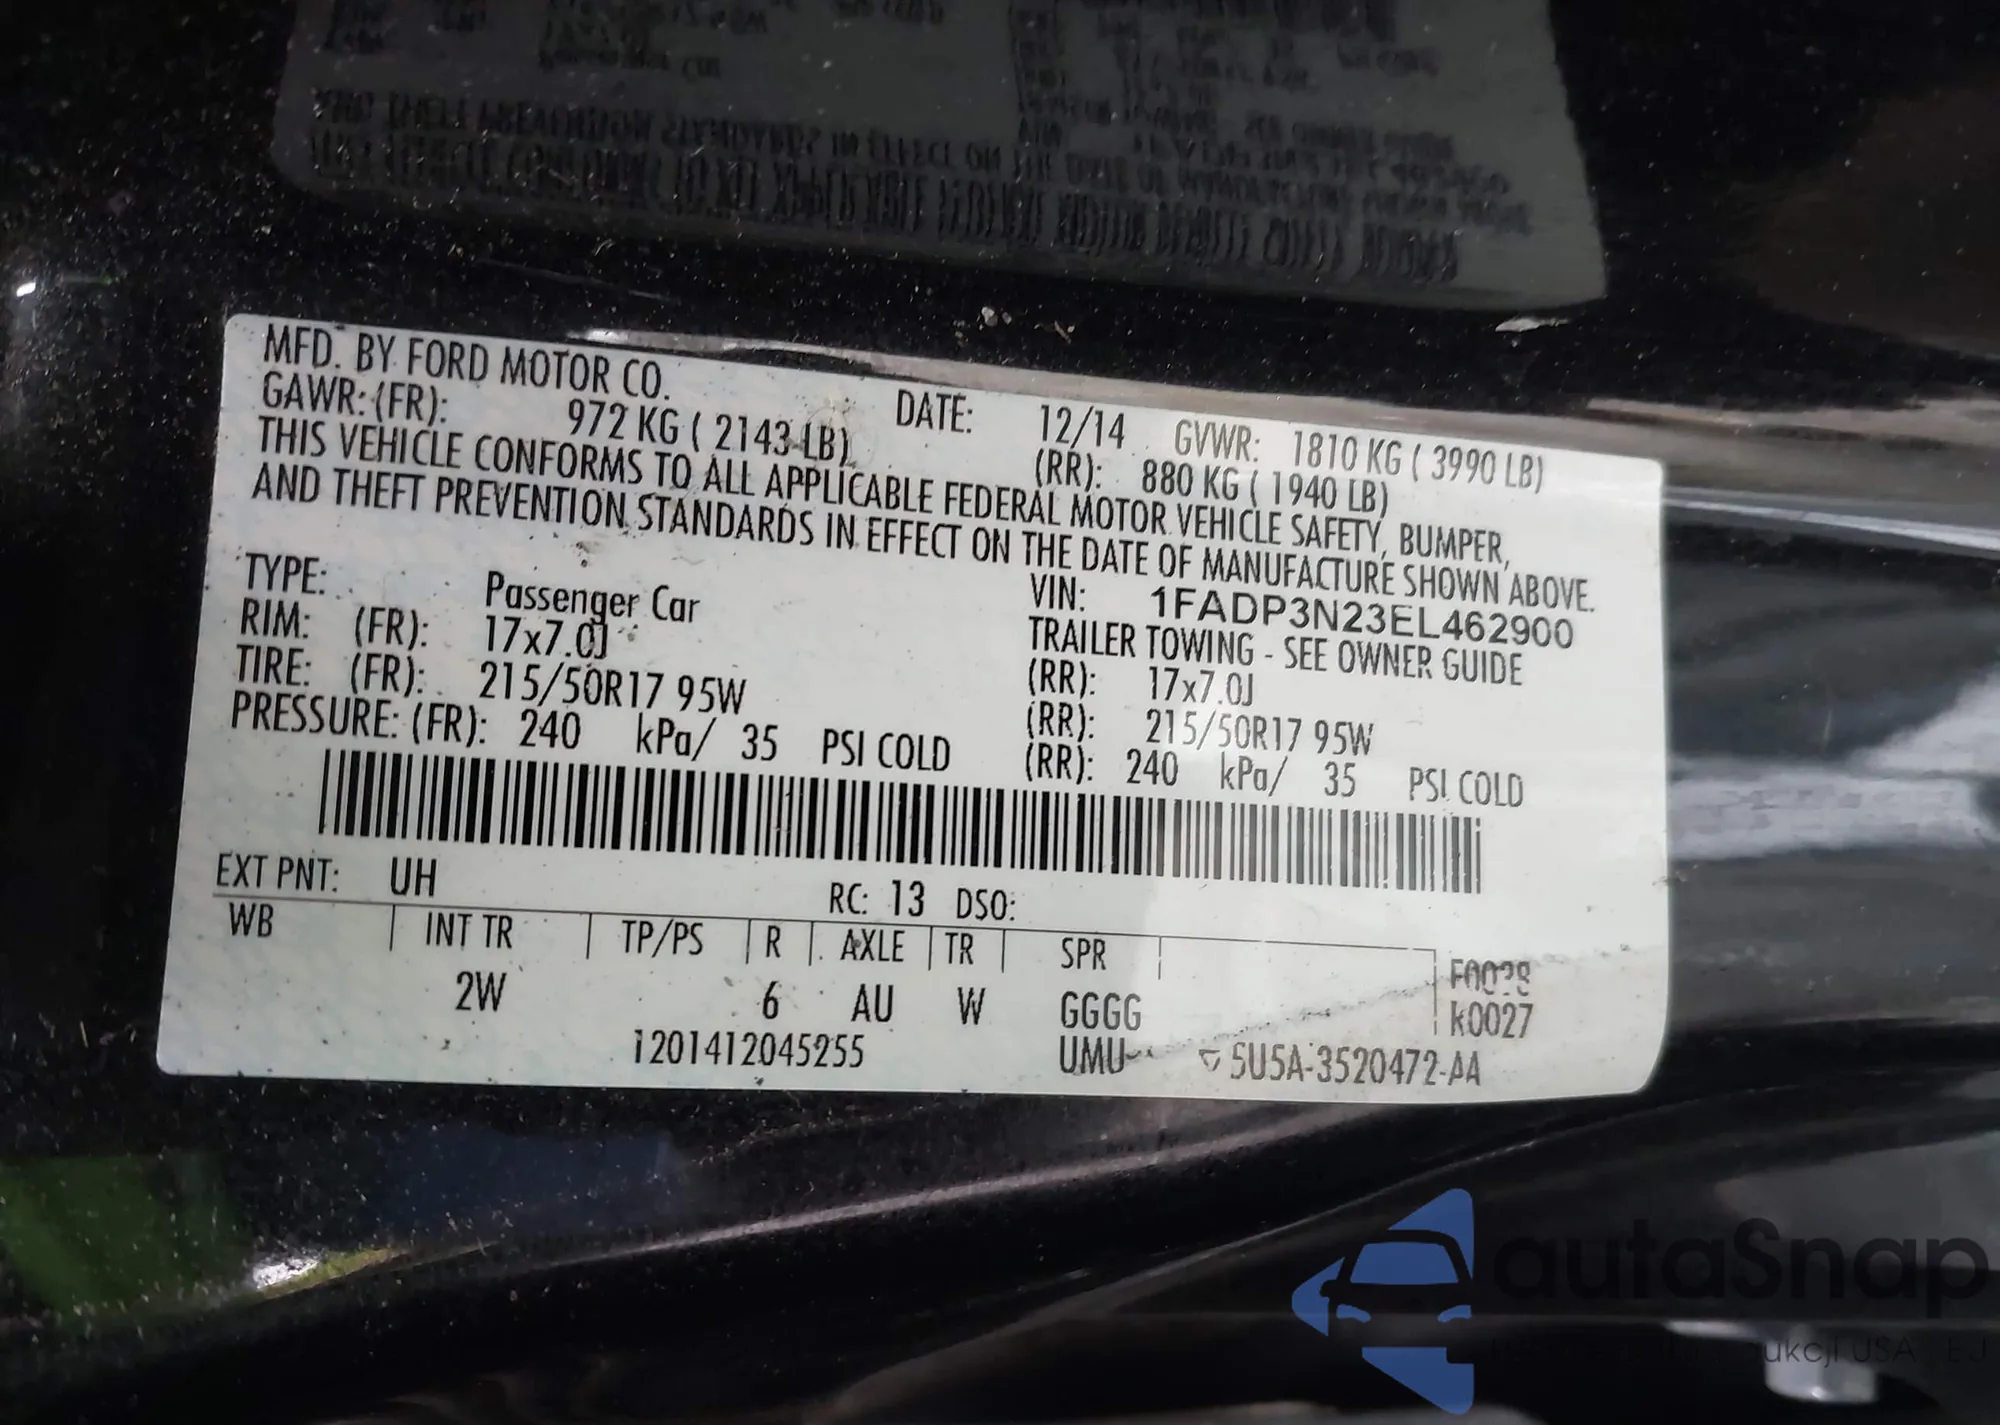 MFD. BY FORD MOTOR CO. DATE: 12/14 GVWR: 1810 KG ( 3990 LB)
GAWR: (FR): 972 KG ( 2143 LB) (RR): 880 KG ( 1940 LB)
THIS VEHICLE CONFORMS TO ALL APPLICABLE FEDERAL MOTOR VEHICLE SAFETY, BUMPER,
AND THEFT PREVENTION STANDARDS IN EFFECT ON THE DATE OF MANUFACTURE SHOWN ABOVE.
VIN: 1FADP3N23EL462900
TYPE: Passenger Car TRAILER TOWING - SEE OWNER GUIDE
RIM: (FR): 17x7.0J (RR): 17x7.0J
TIRE: (FR): 215/50R17 95W (RR): 215/50R17 95W
PRESSURE: (FR): 240 kPa/ 35 PSI COLD (RR): 240 kPa/ 35 PSI COLD
EXT PNT: UH RC: 13 DSO:
WB INT TR TP/PS R AXLE TR SPR
F0028
2W 6 AU W GGGG k0027
1201412045255 UMU 5U5A-3520472-AA
autoSnap
USA